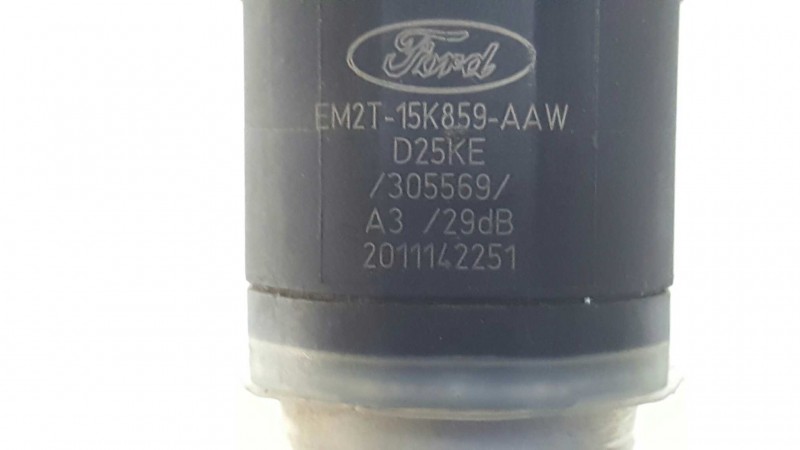 Ford
EM2T-15K859-AAW
D25KE
/305569/
A3 /29dB
2011142251